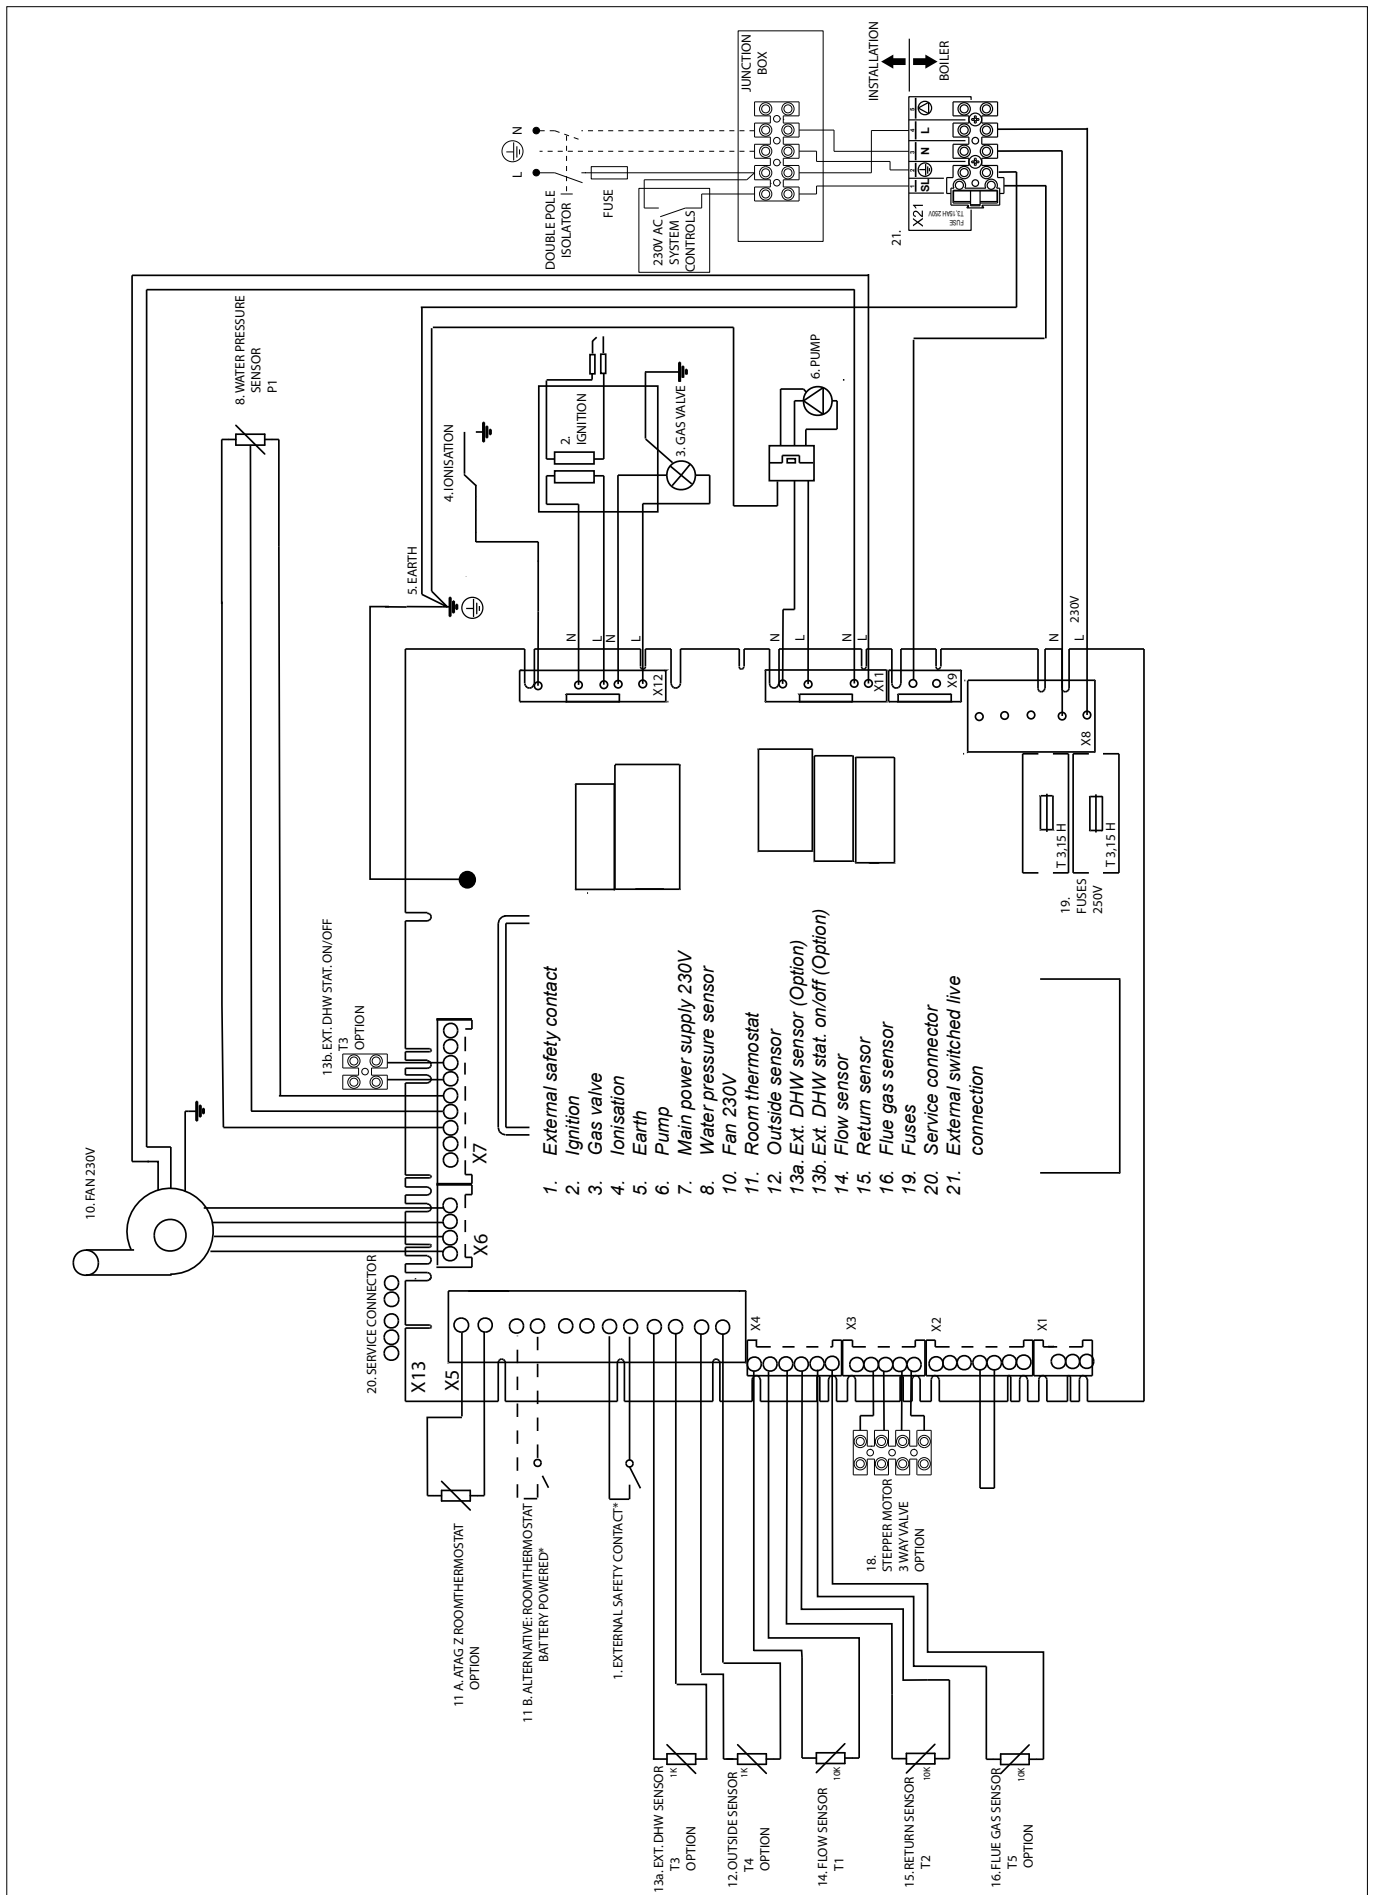 JUNCTION
BOX
INSTALLATION
BOILER
N
L
DOUBLE POLE
ISOLATOR
FUSE
230V AC
SYSTEM
CONTROLS
5
4 L
3 N
2
1 SL
X21
FUSE
T3,15AH 250V
21.
8. WATER PRESSURE
SENSOR
P1
4. IONISATION
2.
IGNITION
3. GAS VALVE
6. PUMP
5. EARTH
N
L
N
L
X12
N
L
N
L
X11
X9
N
L
230V
X8
T 3,15 H
T 3,15 H
19.
FUSES
250V
13b. EXT. DHW STAT. ON/OFF
T3
OPTION
10. FAN 230V
X7
X6
20. SERVICE CONNECTOR
X13
X5
X4
X3
X2
X1
1. External safety contact
2. Ignition
3. Gas valve
4. Ionisation
5. Earth
6. Pump
7. Main power supply 230V
8. Water pressure sensor
10. Fan 230V
11. Room thermostat
12. Outside sensor
13a. Ext. DHW sensor (Option)
13b. Ext. DHW stat. on/off (Option)
14. Flow sensor
15. Return sensor
16. Flue gas sensor
19. Fuses
20. Service connector
21. External switched live
connection
11 A. ATAG Z ROOMTHERMOSTAT
OPTION
11 B. ALTERNATIVE: ROOMTHERMOSTAT
BATTERY POWERED*
1. EXTERNAL SAFETY CONTACT*
18.
STEPPER MOTOR
3 WAY VALVE
OPTION
13a. EXT. DHW SENSOR
T3
OPTION
1K
12. OUTSIDE SENSOR
T4
OPTION
1K
14. FLOW SENSOR
T1
10K
15. RETURN SENSOR
T2
10K
16. FLUE GAS SENSOR
T5
OPTION
10K